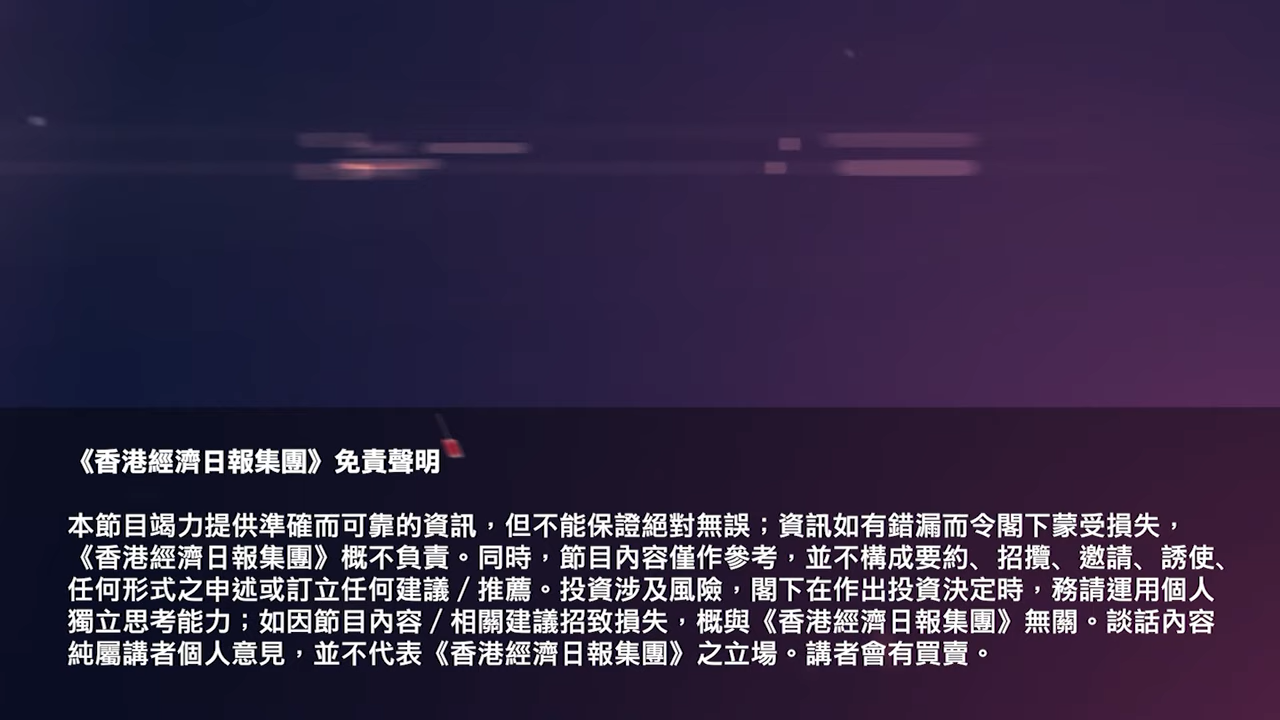 《香港經濟日報集團》免責聲明
本節目竭力提供準確而可靠的資訊，但不能保證絕對無誤；資訊如有錯漏而令閣下蒙受損失，
《香港經濟日報集團》概不負責。同時，節目內容僅作參考，並不構成要約、招攬、邀請、誘使、
任何形式之申述或訂立任何建議／推薦。投資涉及風險，閣下在作出投資決定時，務請運用個人
獨立思考能力；如因節目內容／相關建議招致損失，概與《香港經濟日報集團》無關。談話內容
純屬講者個人意見，並不代表《香港經濟日報集團》之立場。講者會有買賣。